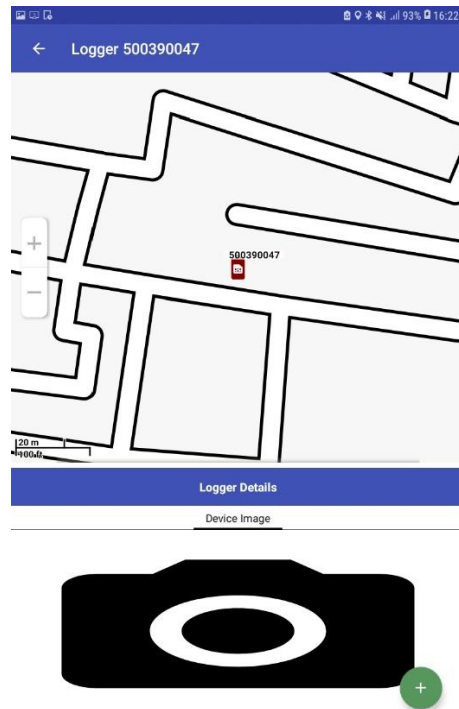 93% 16:22
Logger 500390047
+
500390047
−
20 m
100 ft
Logger Details
Device Image
+